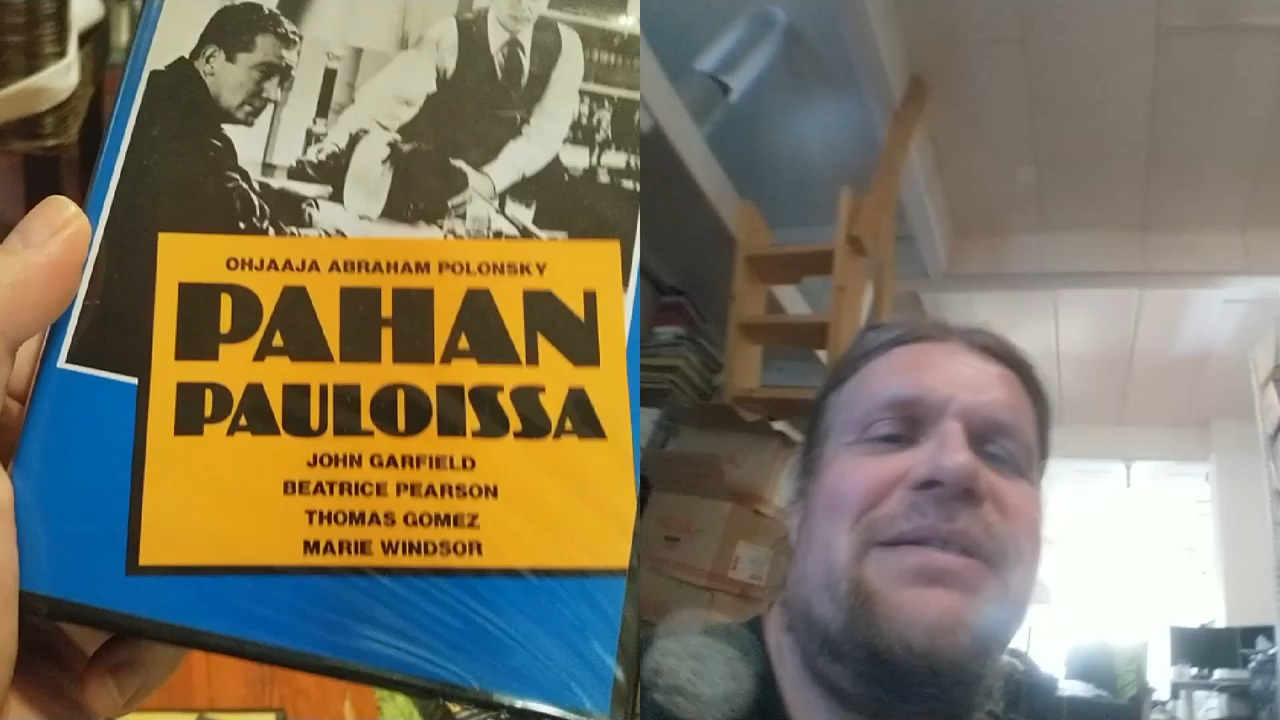 OHJAAJA ABRAHAM POLONSKY
PAHAN
PAULOISSA
JOHN GARFIELD
BEATRICE PEARSON
THOMAS GOMEZ
MARIE WINDSOR